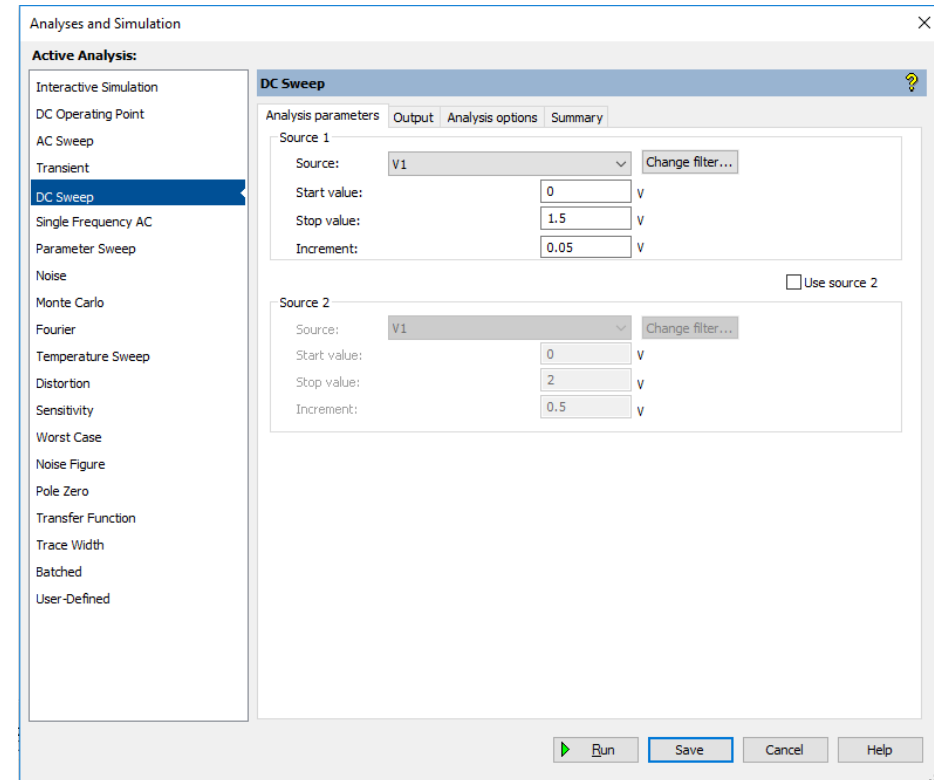 Analyses and Simulation
Active Analysis:
Interactive Simulation
DC Operating Point
AC Sweep
Transient
DC Sweep
Single Frequency AC
Parameter Sweep
Noise
Monte Carlo
Fourier
Temperature Sweep
Distortion
Sensitivity
Worst Case
Noise Figure
Pole Zero
Transfer Function
Trace Width
Batched
User-Defined
DC Sweep
Analysis parameters Output Analysis options Summary
Source 1
Source: V1 Change filter...
Start value: 0 V
Stop value: 1.5 V
Increment: 0.05 V
Use source 2
Source 2
Source: V1 Change filter...
Start value: 0 V
Stop value: 2 V
Increment: 0.5 V
Run Save Cancel Help